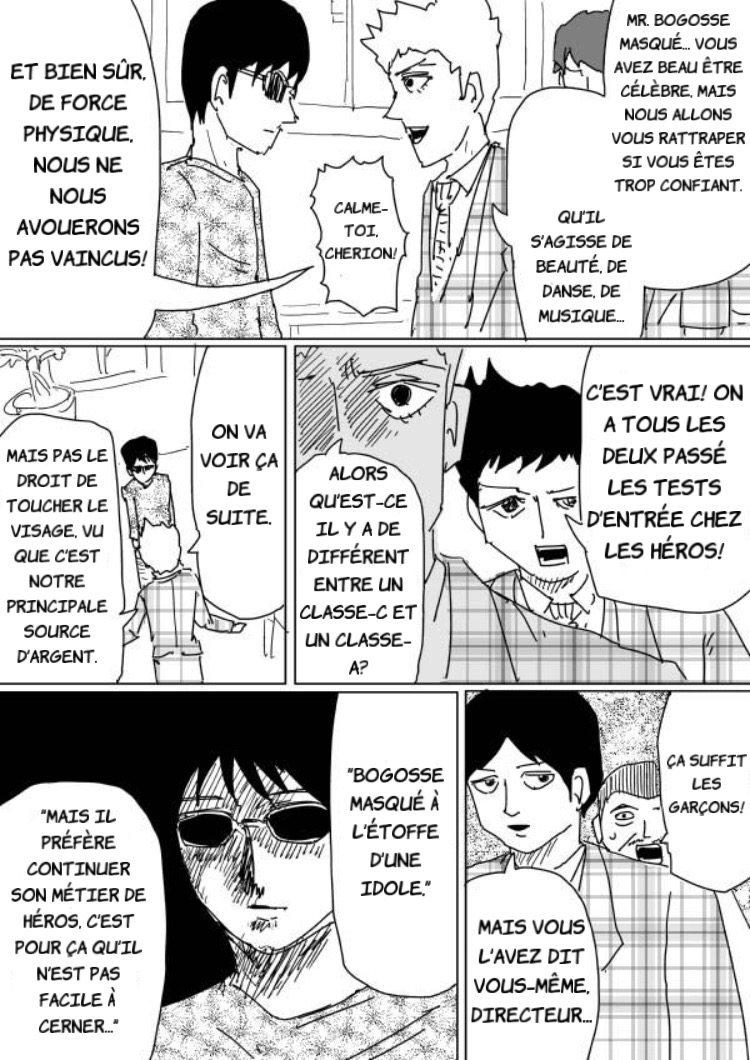 MR. BOGOSSE
MASQUÉ... VOUS
AVEZ BEAU ÊTRE
CÉLÈBRE, MAIS
NOUS ALLONS
VOUS RATTRAPER
SI VOUS ÊTES
TROP CONFIANT.
QU'IL
S'AGISSE DE
BEAUTÉ, DE
DANSE, DE
MUSIQUE...
ET BIEN SÛR,
DE FORCE
PHYSIQUE,
NOUS NE
NOUS
AVOUERONS
PAS VAINCUS!
CALME-
TOI,
CHERION!
C'EST VRAI! ON
A TOUS LES
DEUX PASSÉ
LES TESTS
D'ENTRÉE CHEZ
LES HÉROS!
ALORS
QU'EST-CE
IL Y A DE
DIFFÉRENT
ENTRE UN
CLASSE-C ET
UN CLASSE-
A?
ON VA
VOIR ÇA
DE
SUITE.
MAIS PAS LE
DROIT DE
TOUCHER LE
VISAGE, VU
QUE C'EST
NOTRE
PRINCIPALE
SOURCE
D'ARGENT.
ÇA SUFFIT
LES
GARÇONS!
MAIS VOUS
L'AVEZ DIT
VOUS-MÊME,
DIRECTEUR...
"BOGOSSE
MASQUÉ À
L'ÉTOFFE
D'UNE
IDOLE."
"MAIS IL
PRÉFÈRE
CONTINUER
SON MÉTIER DE
HÉROS, C'EST
POUR ÇA QU'IL
N'EST PAS
FACILE À
CERNER..."